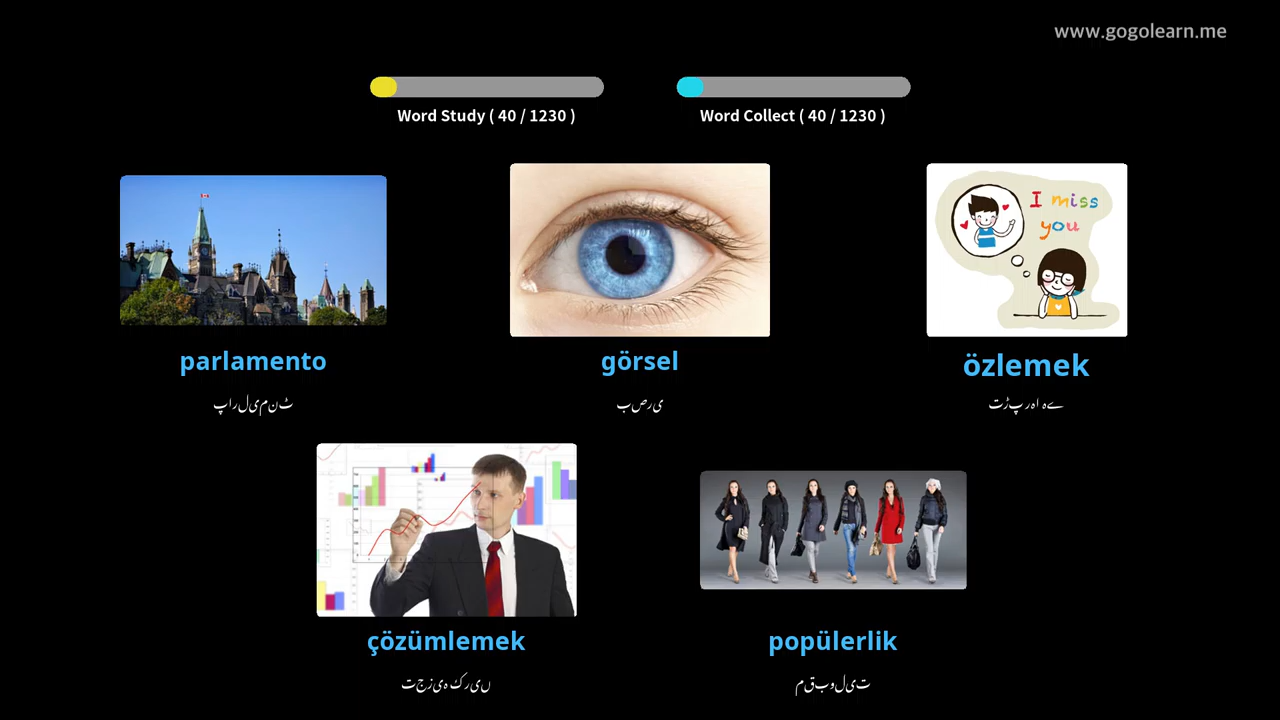 www.gogolearn.me
Word Study ( 40 / 1230 )
Word Collect ( 40 / 1230 )
I miss
you
parlamento
görsel
özlemek
پارلیمنٹ
بصری
تڑپ رہا ہے
çözümlemek
popülerlik
تجزیہ کریں
مقبولیت